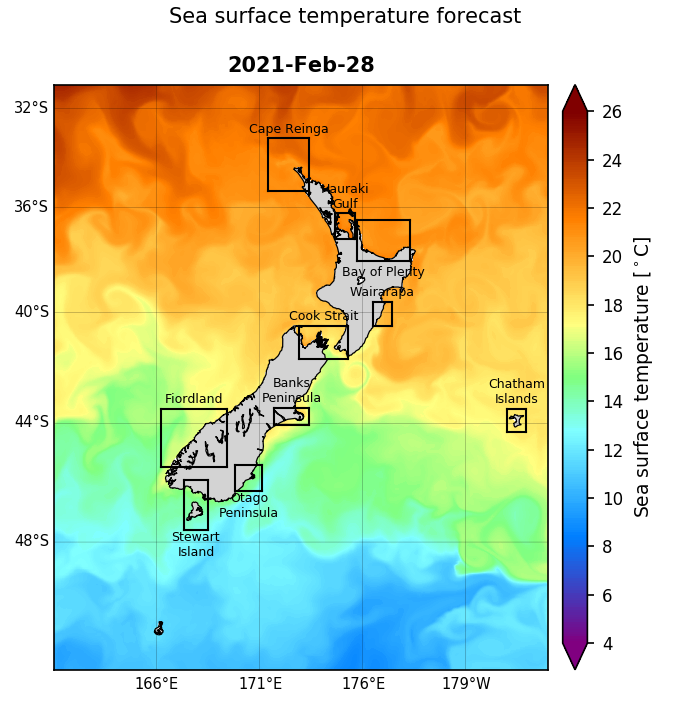 Sea surface temperature forecast
2021-Feb-28
32°S
36°S
40°S
44°S
48°S
166°E
171°E
176°E
179°W
Cape Reinga
Hauraki
Gulf
Bay of Plenty
Wairarapa
Cook Strait
Banks
Peninsula
Fiordland
Chatham
Islands
Otago
Peninsula
Stewart
Island
26
24
22
20
18
16
14
12
10
8
6
4
Sea surface temperature [°C]